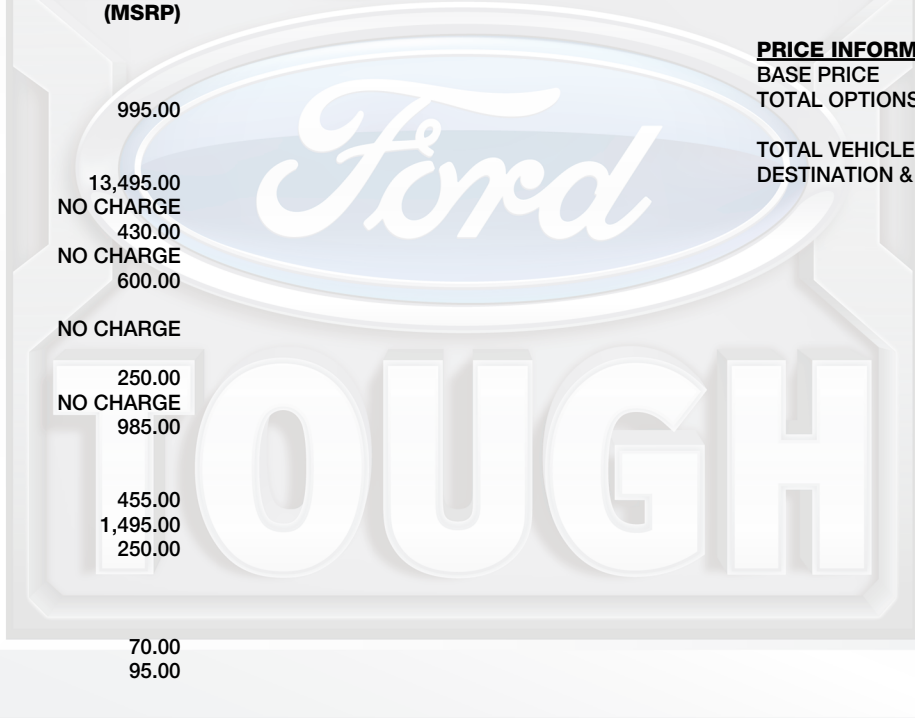 (MSRP)
995.00
13,495.00
NO CHARGE
430.00
NO CHARGE
600.00
NO CHARGE
250.00
NO CHARGE
985.00
455.00
1,495.00
250.00
70.00
95.00
PRICE INFORM
BASE PRICE
TOTAL OPTIONS
TOTAL VEHICLE
DESTINATION &
Ford
TOUGH